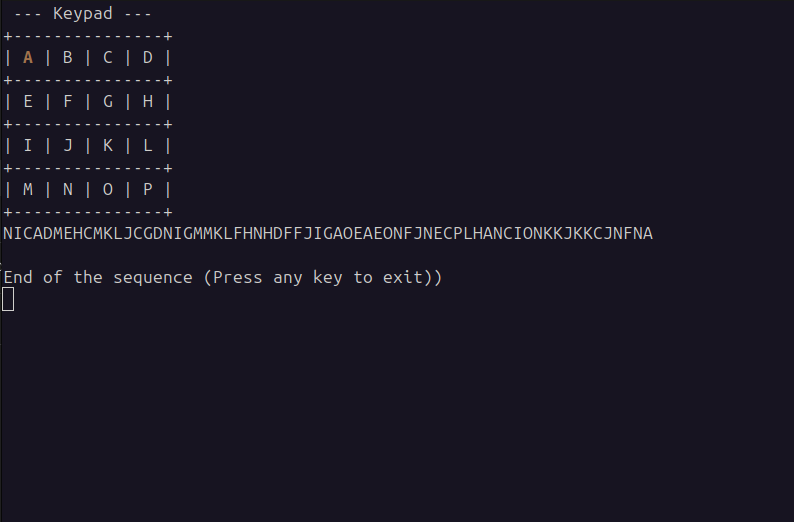 --- Keypad ---
+---------------+
| A | B | C | D |
+---------------+
| E | F | G | H |
+---------------+
| I | J | K | L |
+---------------+
| M | N | O | P |
+---------------+
NICADMEHCMKLJCGDNIGMMKLFHNHDFFJIGAOEAEONFJNECPLHANCIONKKJKKCJNFNA
End of the sequence (Press any key to exit))